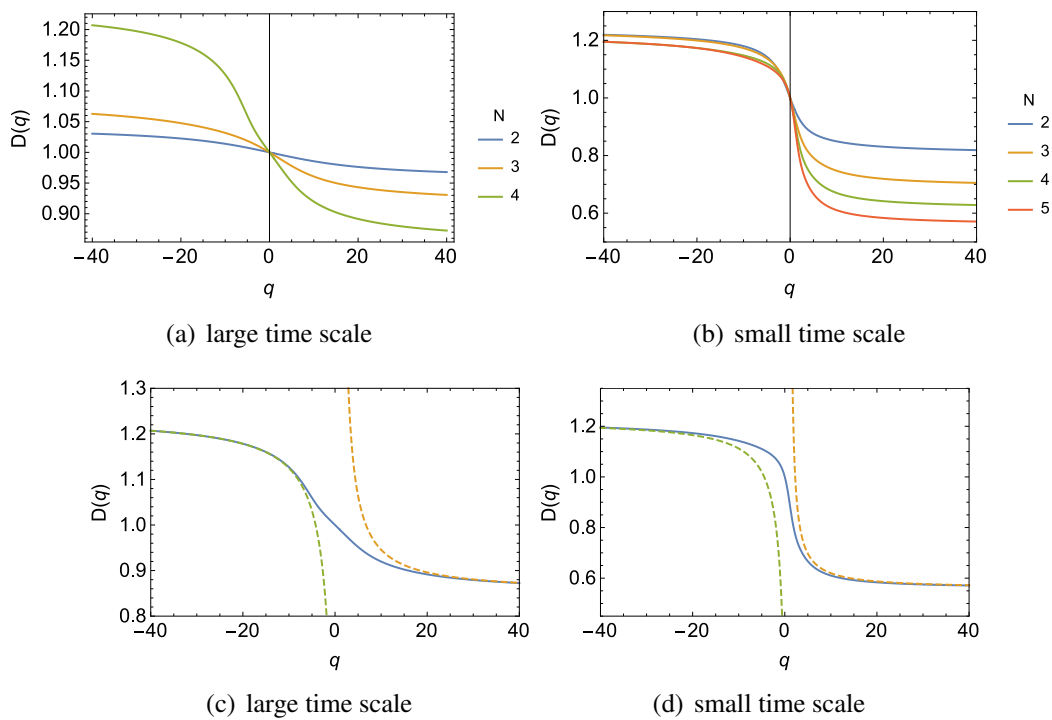 1.20
1.15
1.10
1.05
1.00
0.95
0.90
D(q)
−40 −20 0 20 40
q
N
2
3
4
(a) large time scale
1.2
1.0
0.8
0.6
D(q)
−40 −20 0 20 40
q
N
2
3
4
5
(b) small time scale
1.3
1.2
1.1
1.0
0.9
0.8
D(q)
−40 −20 0 20 40
q
(c) large time scale
1.2
1.0
0.8
0.6
D(q)
−40 −20 0 20 40
q
(d) small time scale